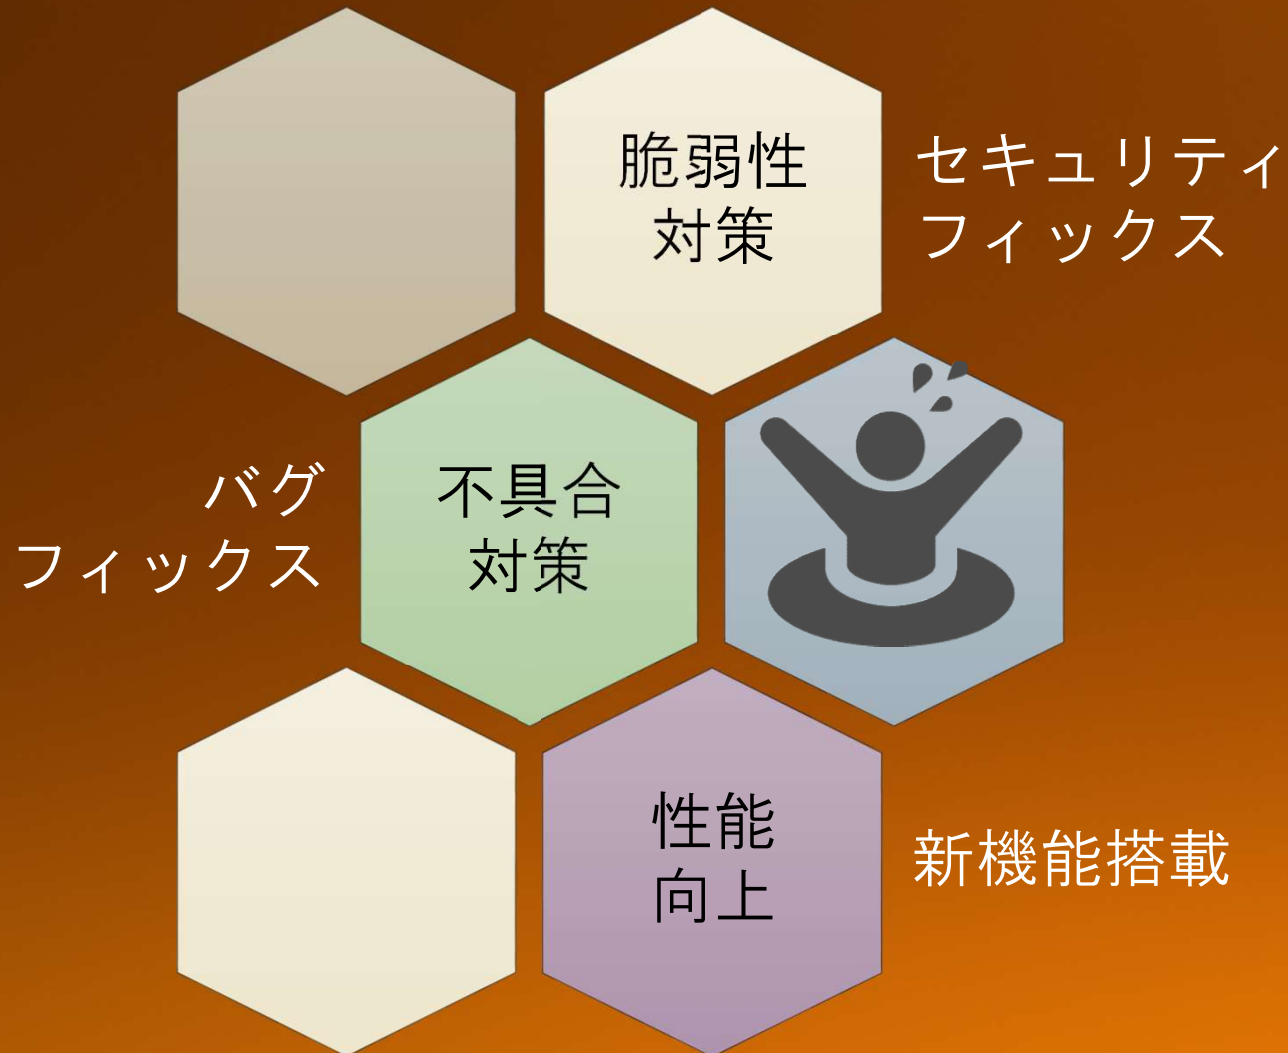 脆弱性
対策
セキュリティ
フィックス
バグ
フィックス
不具合
対策
性能
向上
新機能搭載